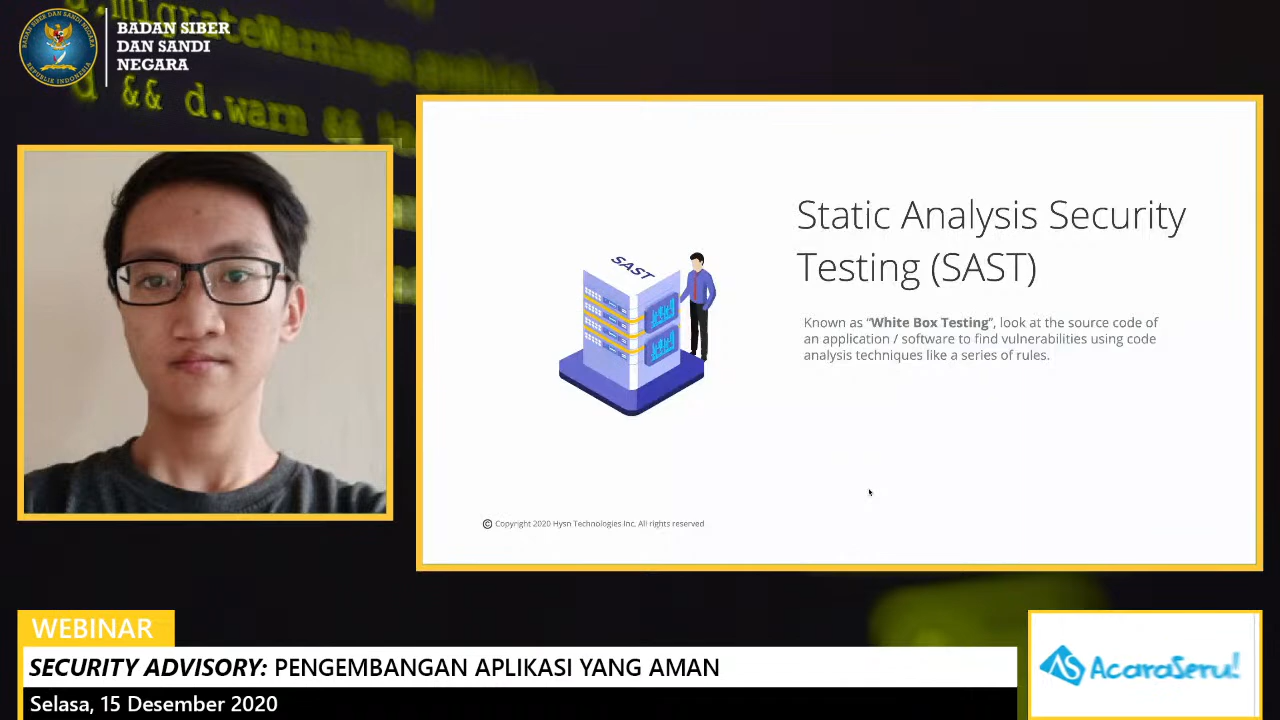 BADAN SIBER
DAN SANDI
NEGARA
d && d.warn &&
SAST
Static Analysis Security
Testing (SAST)
Known as “White Box Testing”, look at the source code of
an application / software to find vulnerabilities using code
analysis techniques like a series of rules.
© Copyright 2020 Hysn Technologies Inc. All rights reserved
WEBINAR
SECURITY ADVISORY: PENGEMBANGAN APLIKASI YANG AMAN
Selasa, 15 Desember 2020
AS AcaraSeru!